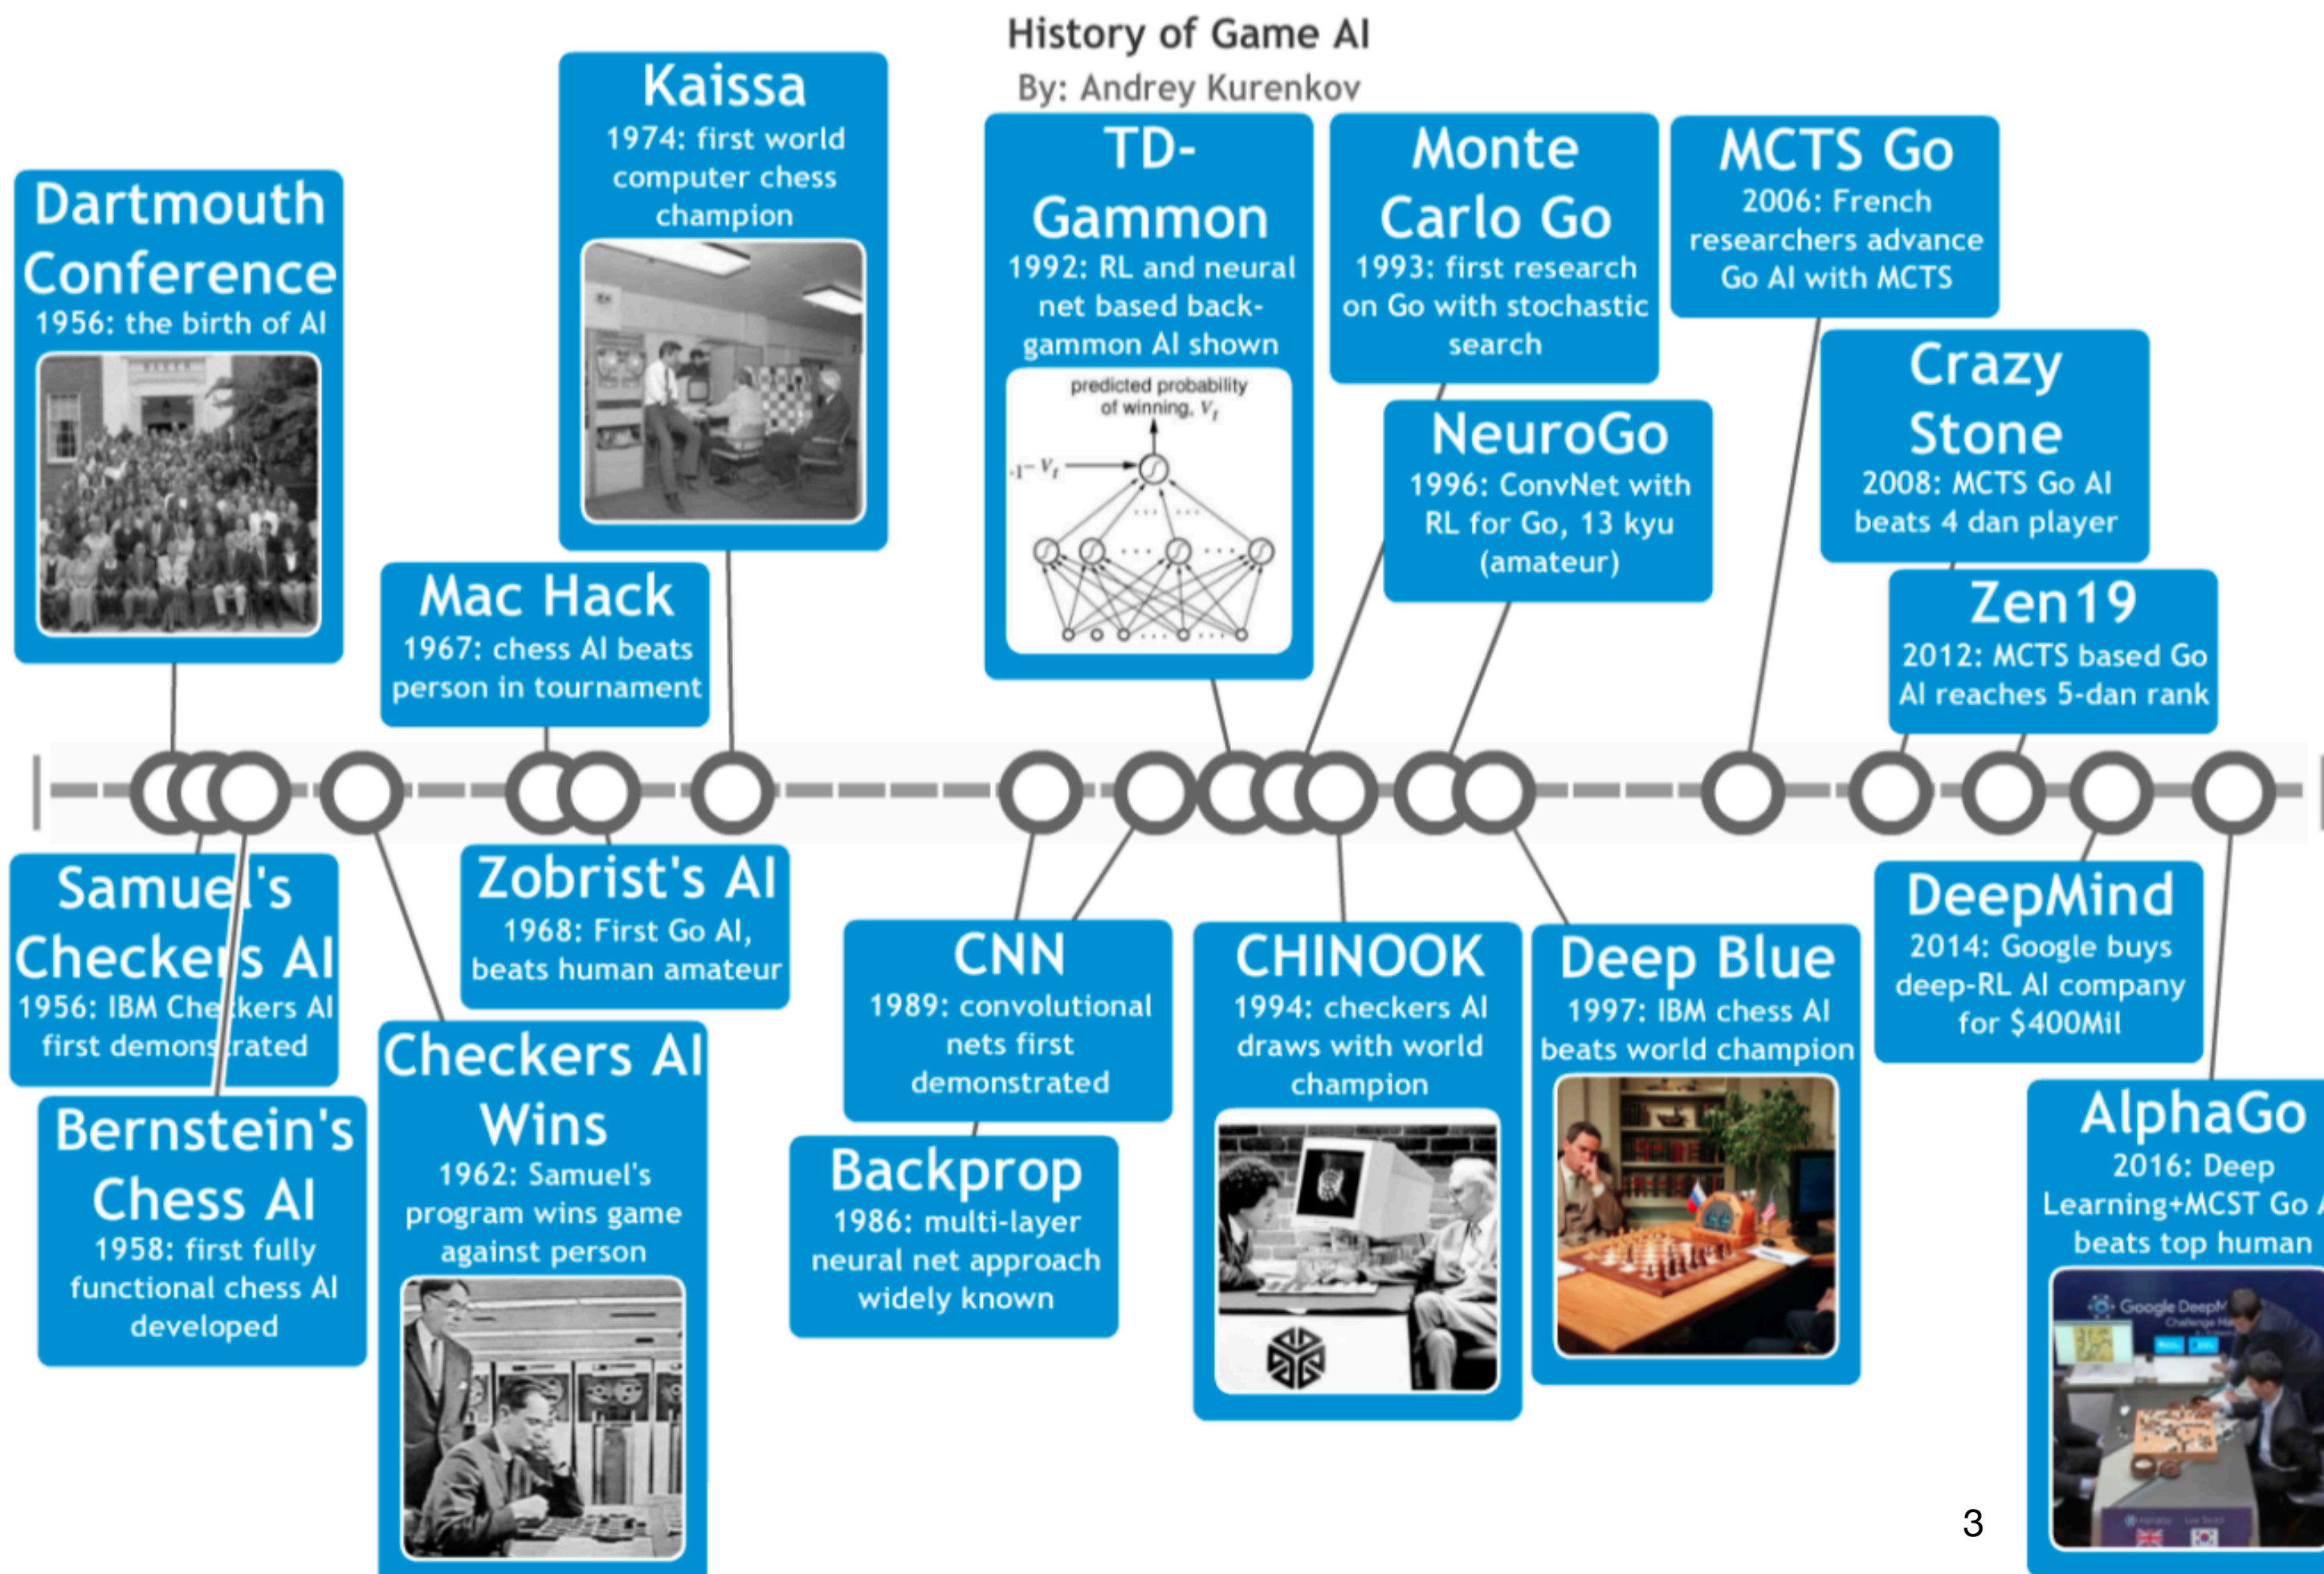 History of Game AI
By: Andrey Kurenkov
Dartmouth
Conference
1956: the birth of AI
Kaissa
1974: first world
computer chess
champion
Mac Hack
1967: chess AI beats
person in tournament
TD-
Gammon
1992: RL and neural
net based back-
gammon AI shown
predicted probability
of winning, Vt
Monte
Carlo Go
1993: first research
on Go with stochastic
search
NeuroGo
1996: ConvNet with
RL for Go, 13 kyu
(amateur)
MCTS Go
2006: French
researchers advance
Go AI with MCTS
Crazy
Stone
2008: MCTS Go AI
beats 4 dan player
Zen19
2012: MCTS based Go
AI reaches 5-dan rank
Samuel's
Checkers AI
1956: IBM Checkers AI
first demonstrated
Bernstein's
Chess AI
1958: first fully
functional chess AI
developed
Checkers AI
Wins
1962: Samuel's
program wins game
against person
Zobrist's AI
1968: First Go AI,
beats human amateur
CNN
1989: convolutional
nets first
demonstrated
Backprop
1986: multi-layer
neural net approach
widely known
CHINOOK
1994: checkers AI
draws with world
champion
Deep Blue
1997: IBM chess AI
beats world champion
DeepMind
2014: Google buys
deep-RL AI company
for $400Mil
AlphaGo
2016: Deep
Learning+MCST Go
beats top human
Google DeepM
Challenge
3